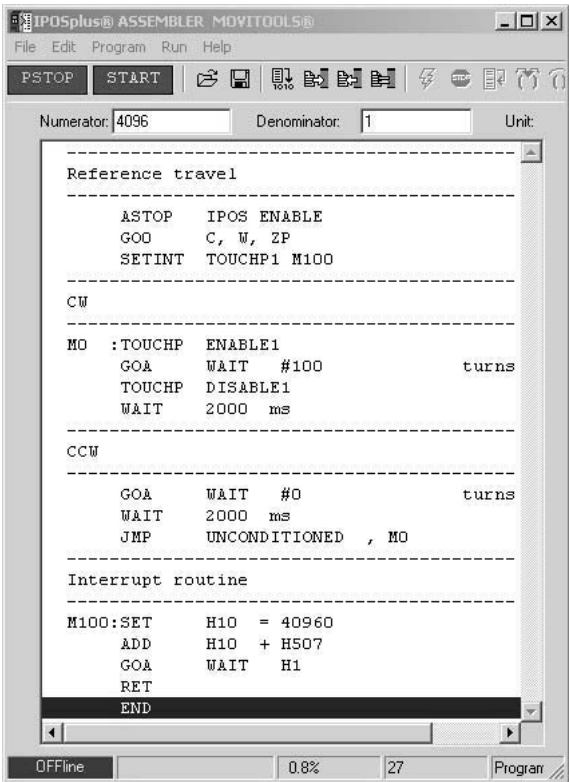 IPOSplus® ASSEMBLER MOVITOOLS®
File Edit Program Run Help
PSTOP START
Numerator: 4096 Denominator: 1 Unit:
Reference travel
ASTOP IPOS ENABLE
GO0 C, W, ZP
SETINT TOUCHP1 M100
CW
M0 :TOUCHP ENABLE1
GOA WAIT #100 turns
TOUCHP DISABLE1
WAIT 2000 ms
CCW
GOA WAIT #0 turns
WAIT 2000 ms
JMP UNCONDITIONED , M0
Interrupt routine
M100:SET H10 = 40960
ADD H10 + H507
GOA WAIT H1
RET
END
OFFline 0.8% 27 Program